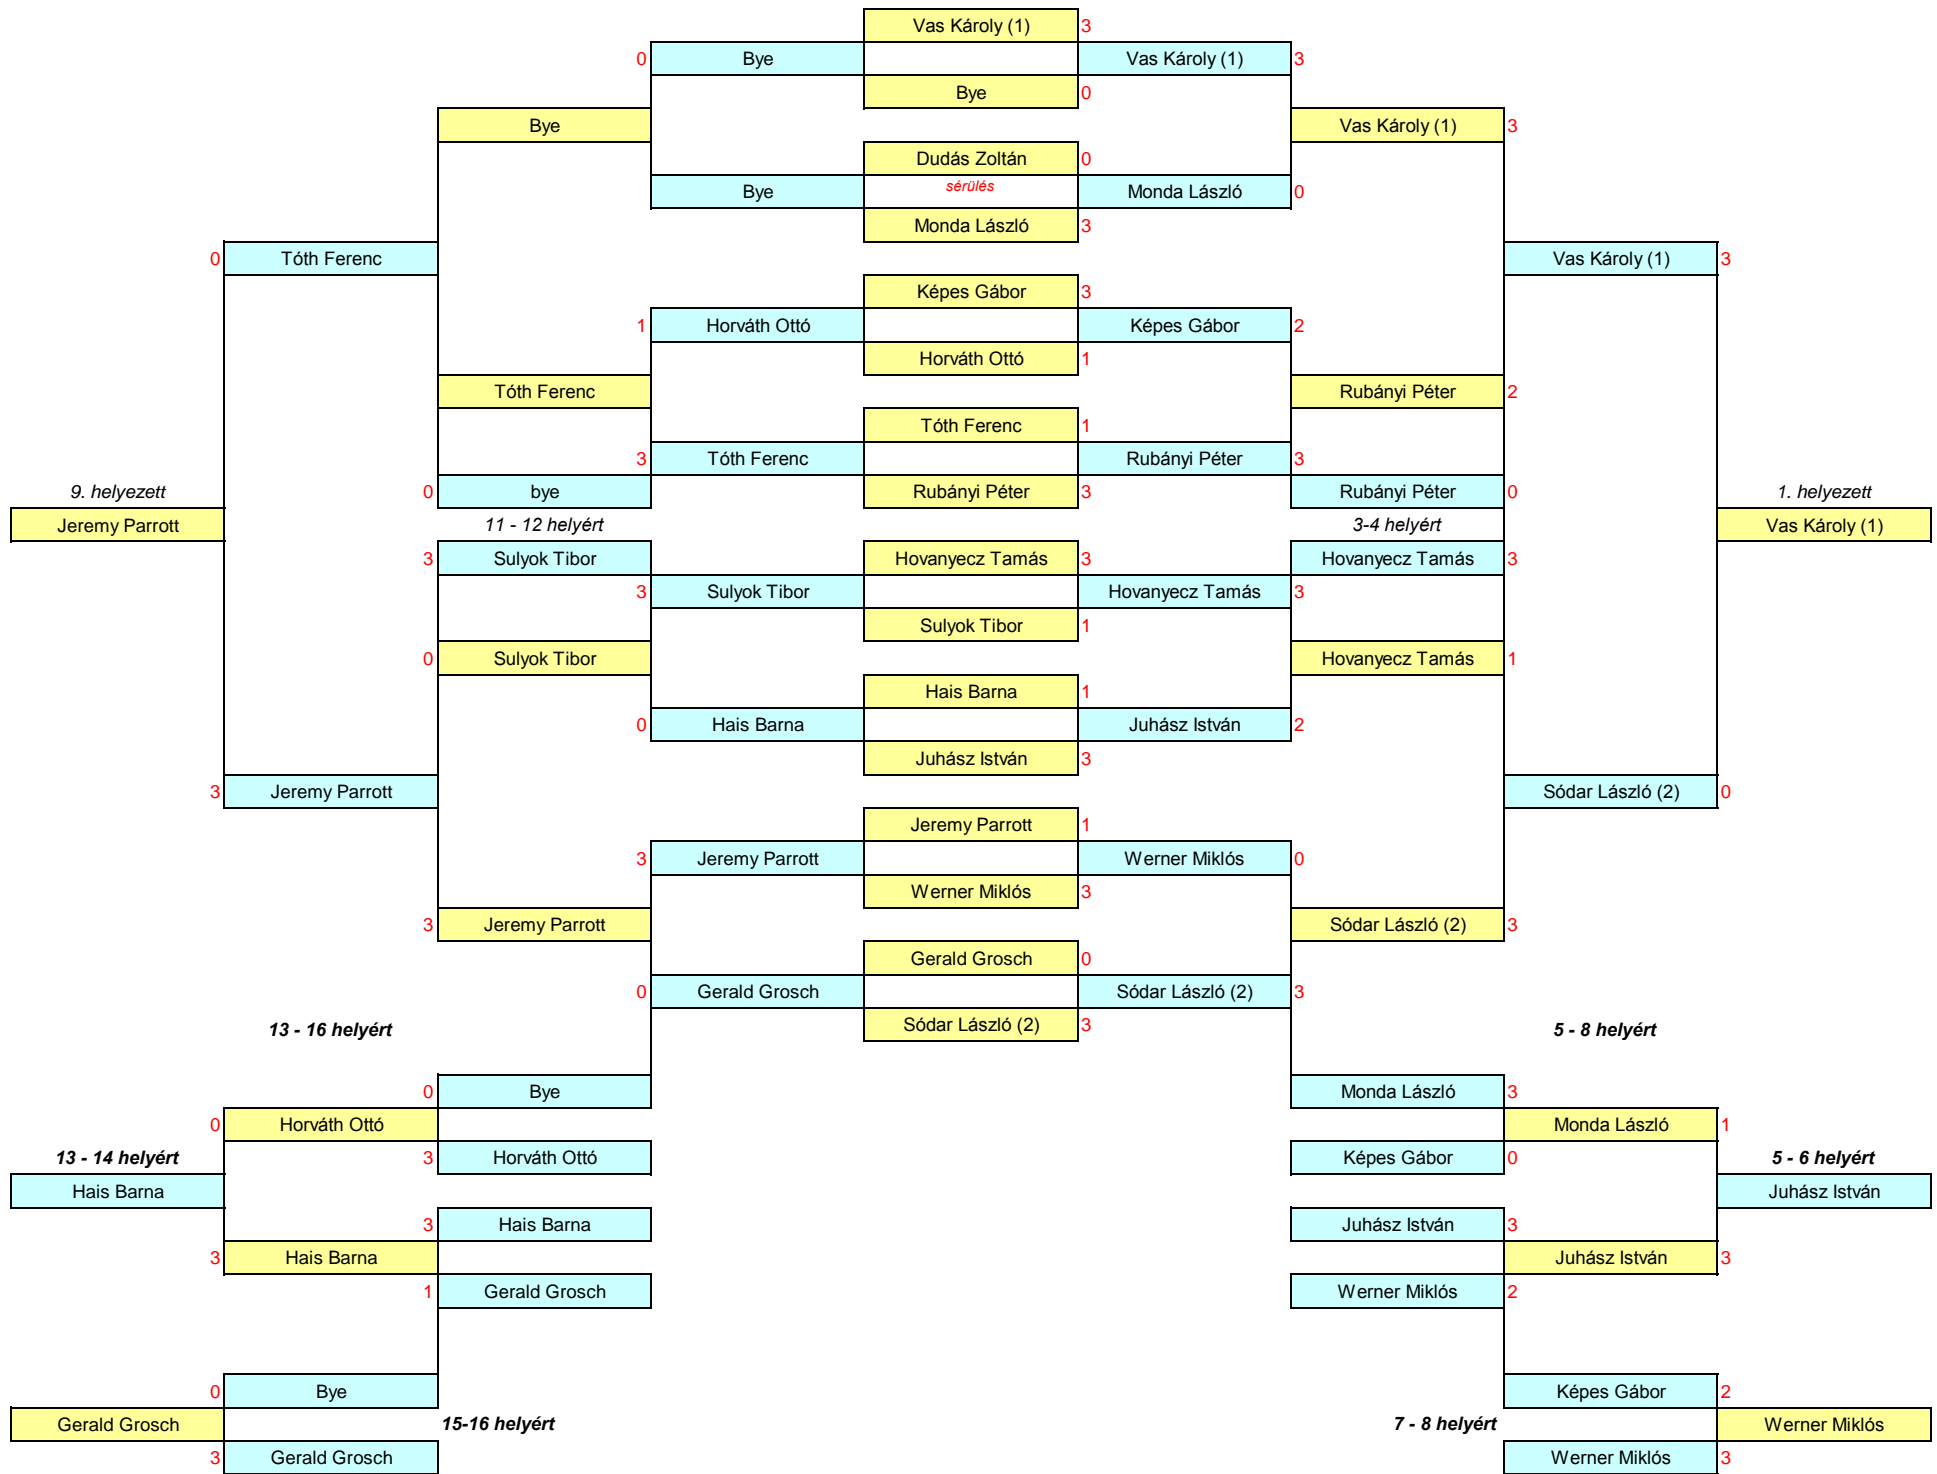 Vas Károly (1) 3
0 Bye Vas Károly (1) 3
Bye 0
Bye Vas Károly (1) 3
Dudás Zoltán 0
Bye sérülés Monda László 0
Monda László 3
0 Tóth Ferenc Vas Károly (1) 3
Képes Gábor 3
1 Horváth Ottó Képes Gábor 2
Horváth Ottó 1
Tóth Ferenc Rubányi Péter 2
Tóth Ferenc 1
3 Tóth Ferenc Rubányi Péter 3
9. helyezett 0 bye Rubányi Péter 3 Rubányi Péter 0 1. helyezett
Jeremy Parrott 11 - 12 helyért 3-4 helyért Vas Károly (1)
3 Sulyok Tibor Hovanyecz Tamás 3 Hovanyecz Tamás 3
3 Sulyok Tibor Hovanyecz Tamás 3
Sulyok Tibor 1
0 Sulyok Tibor Hovanyecz Tamás 1
Hais Barna 1
0 Hais Barna Juhász István 2
Juhász István 3
3 Jeremy Parrott Sódar László (2) 0
Jeremy Parrott 1
3 Jeremy Parrott Werner Miklós 0
Werner Miklós 3
3 Jeremy Parrott Sódar László (2) 3
Gerald Grosch 0
0 Gerald Grosch Sódar László (2) 3
13 - 16 helyért Sódar László (2) 3 5 - 8 helyért
0 Bye Monda László 3
0 Horváth Ottó Monda László 1
13 - 14 helyért 3 Horváth Ottó Képes Gábor 0 5 - 6 helyért
Hais Barna Juhász István
3 Hais Barna Juhász István 3
3 Hais Barna Juhász István 3
1 Gerald Grosch Werner Miklós 2
0 Bye Képes Gábor 2
Gerald Grosch 15-16 helyért 7 - 8 helyért Werner Miklós
3 Gerald Grosch Werner Miklós 3